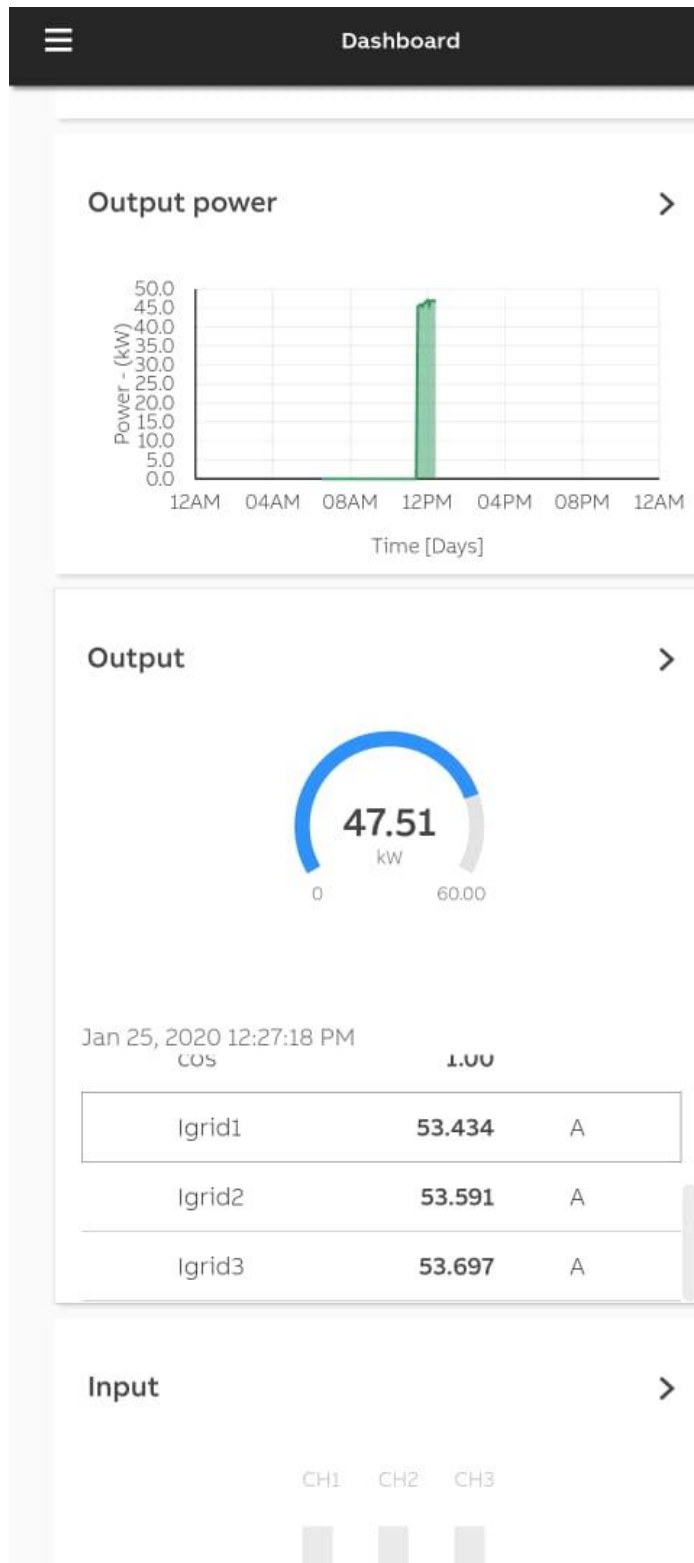 Dashboard
Output power
50.0
45.0
40.0
35.0
30.0
25.0
20.0
15.0
10.0
5.0
0.0
Power - (kW)
12AM 04AM 08AM 12PM 04PM 08PM 12AM
Time [Days]
Output
47.51
kW
0 60.00
Jan 25, 2020 12:27:18 PM
cos 1.00
Igrid1 53.434 A
Igrid2 53.591 A
Igrid3 53.697 A
Input
CH1 CH2 CH3